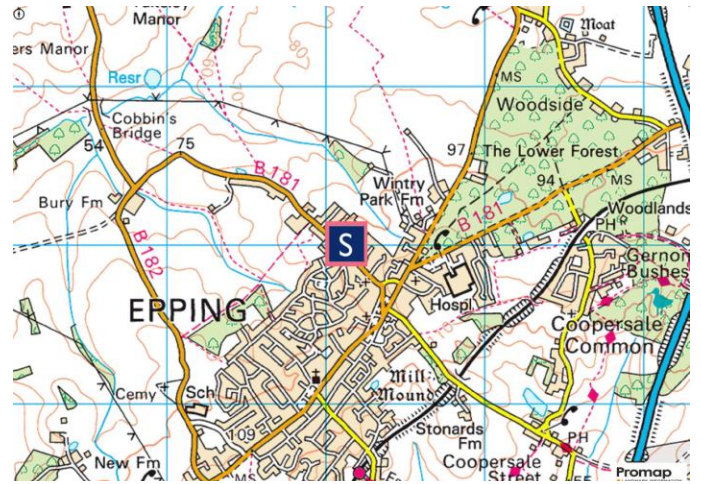 Manor
ers Manor
Moat
Resr
MS
Woodside
Cobbin's
Bridge
54
75
B 181
97
The Lower Forest
Wintry
Park Fm
94
MS
Bury Fm
B 181
PH
Woodlands
B 182
S
Gernon
Bushes
EPPING
Hospl
Coopersale
Common
Mill
Mound
Cemy
Sch
109
Stonards
Fm
PH
New Fm
MS
Coopersale
Street
Promap